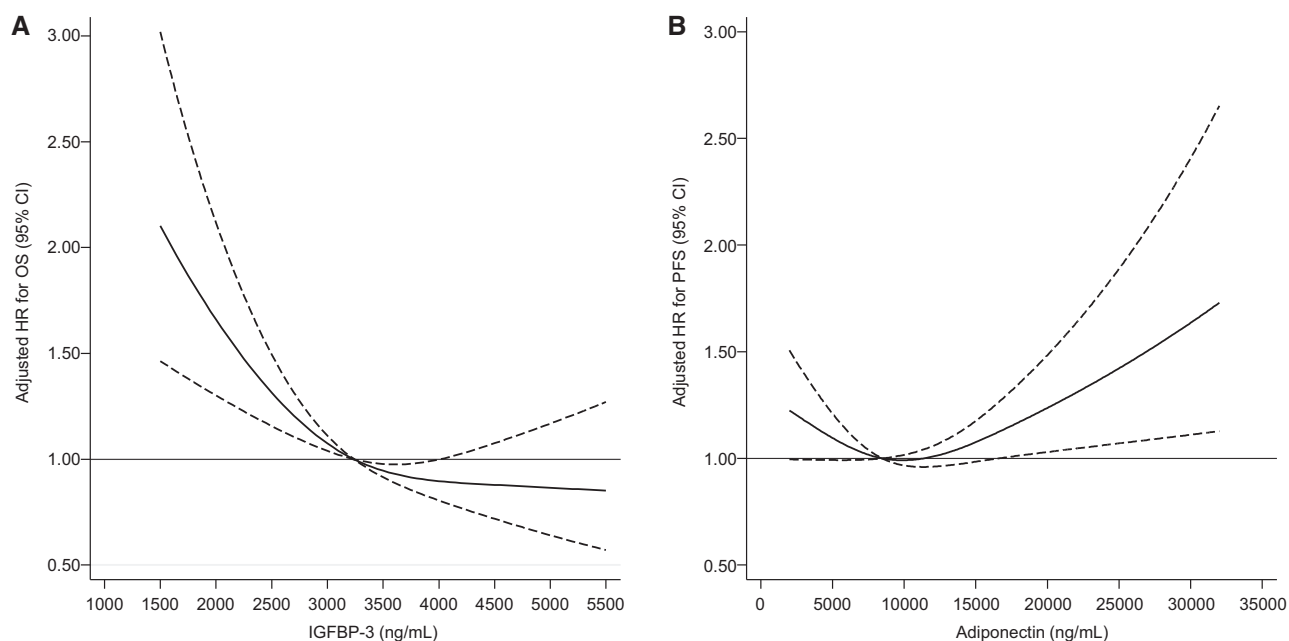 A
Adjusted HR for OS (95% CI)
3.00
2.50
2.00
1.50
1.00
0.50
1000 1500 2000 2500 3000 3500 4000 4500 5000 5500
IGFBP-3 (ng/mL)
B
Adjusted HR for PFS (95% CI)
3.00
2.50
2.00
1.50
1.00
0.50
0 5000 10000 15000 20000 25000 30000 35000
Adiponectin (ng/mL)